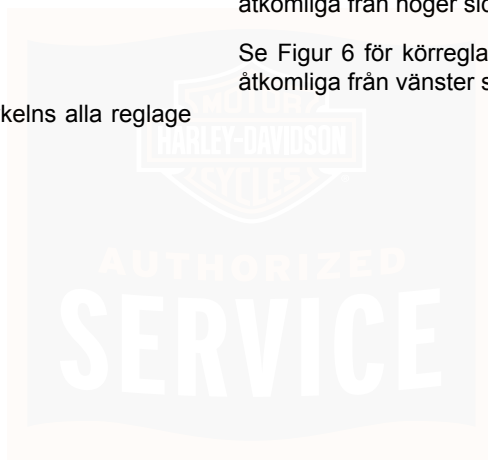 åtkomliga från höger
Se Figur 6 för körregla
åtkomliga från vänster s
kelns alla reglage
MOTOR
HARLEY-DAVIDSON
CYCLES
AUTHORIZED
SERVICE